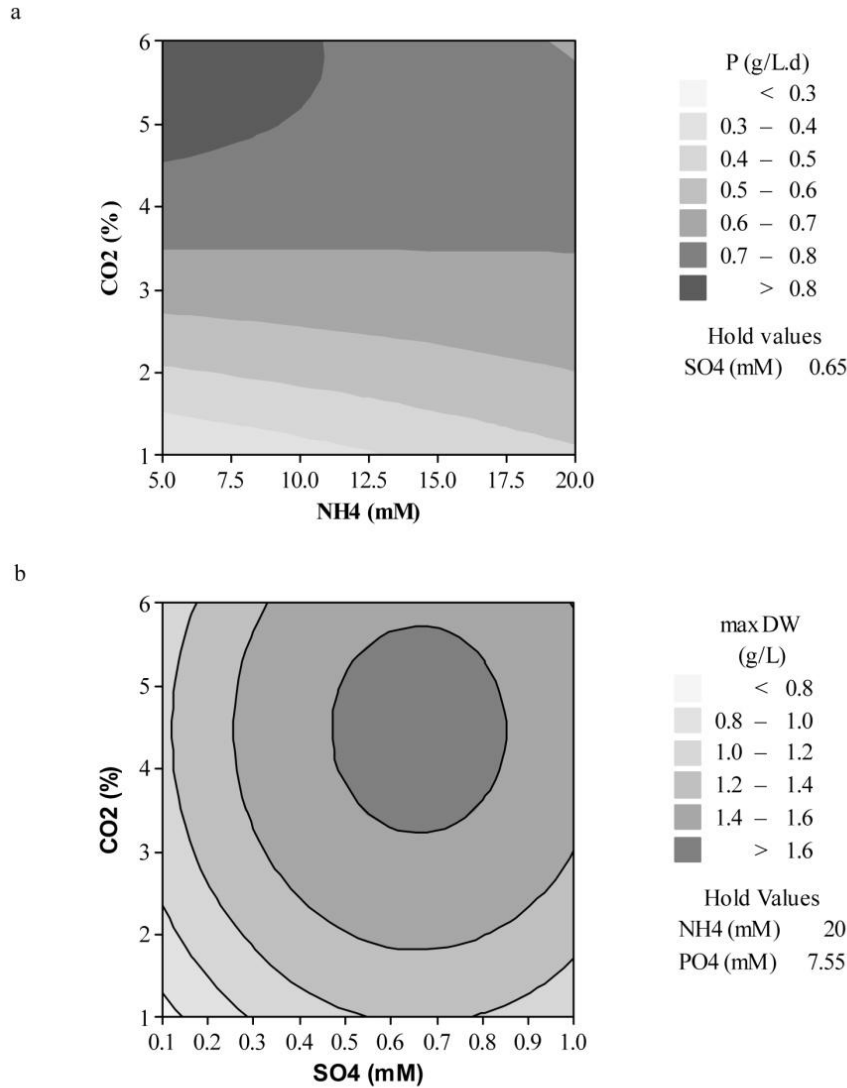 a
6
5
4
3
2
1
CO2 (%)
5.0 7.5 10.0 12.5 15.0 17.5 20.0
NH4 (mM)
P (g/L.d)
< 0.3
0.3 – 0.4
0.4 – 0.5
0.5 – 0.6
0.6 – 0.7
0.7 – 0.8
> 0.8
Hold values
SO4 (mM) 0.65
b
6
5
4
3
2
1
CO2 (%)
0.1 0.2 0.3 0.4 0.5 0.6 0.7 0.8 0.9 1.0
SO4 (mM)
max DW
(g/L)
< 0.8
0.8 – 1.0
1.0 – 1.2
1.2 – 1.4
1.4 – 1.6
> 1.6
Hold Values
NH4 (mM) 20
PO4 (mM) 7.55